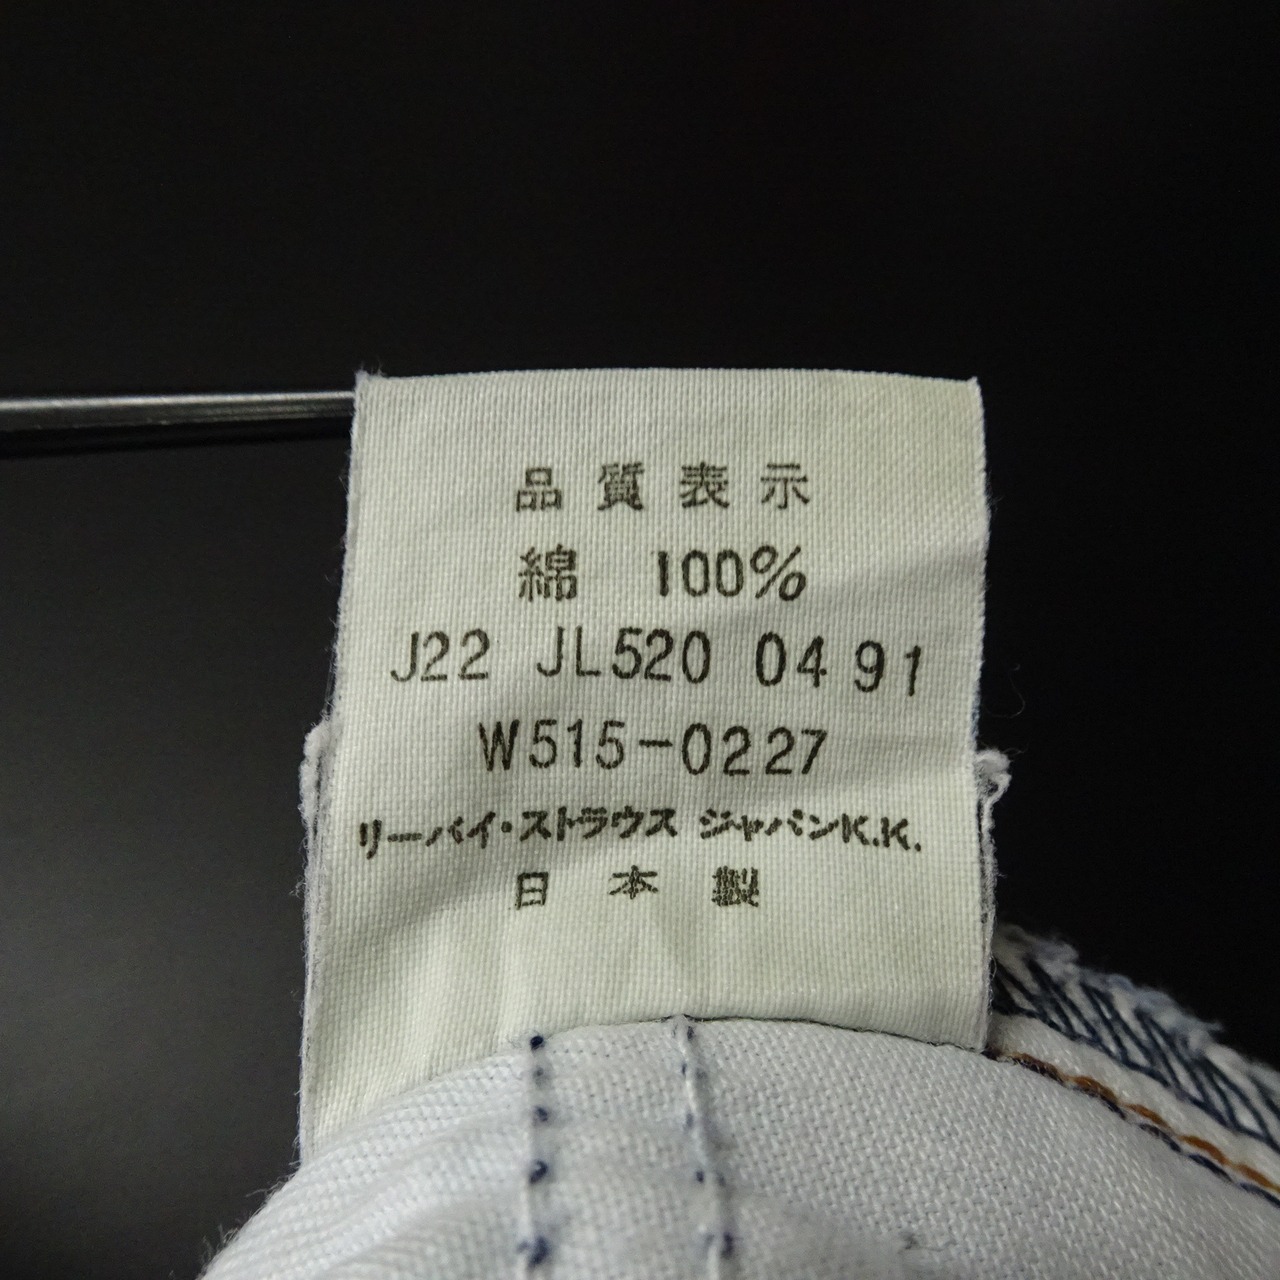 品質表示
綿 100%
J22 JL520 04 91
W515-0227
リーバイ・ストラウス ジャパンK.K.
日本製